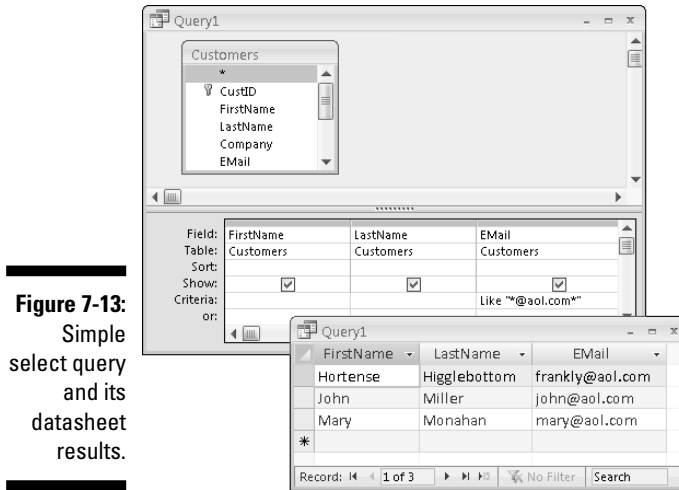 Query1
Customers
*
CustID
FirstName
LastName
Company
EMail
Field: FirstName LastName EMail
Table: Customers Customers Customers
Sort:
Show:
Criteria: Like "*@aol.com*"
or:
Query1
FirstName LastName EMail
Hortense Higglebottom frankly@aol.com
John Miller john@aol.com
Mary Monahan mary@aol.com
*
Record: 1 of 3 No Filter Search
Figure 7-13:
Simple
select query
and its
datasheet
results.